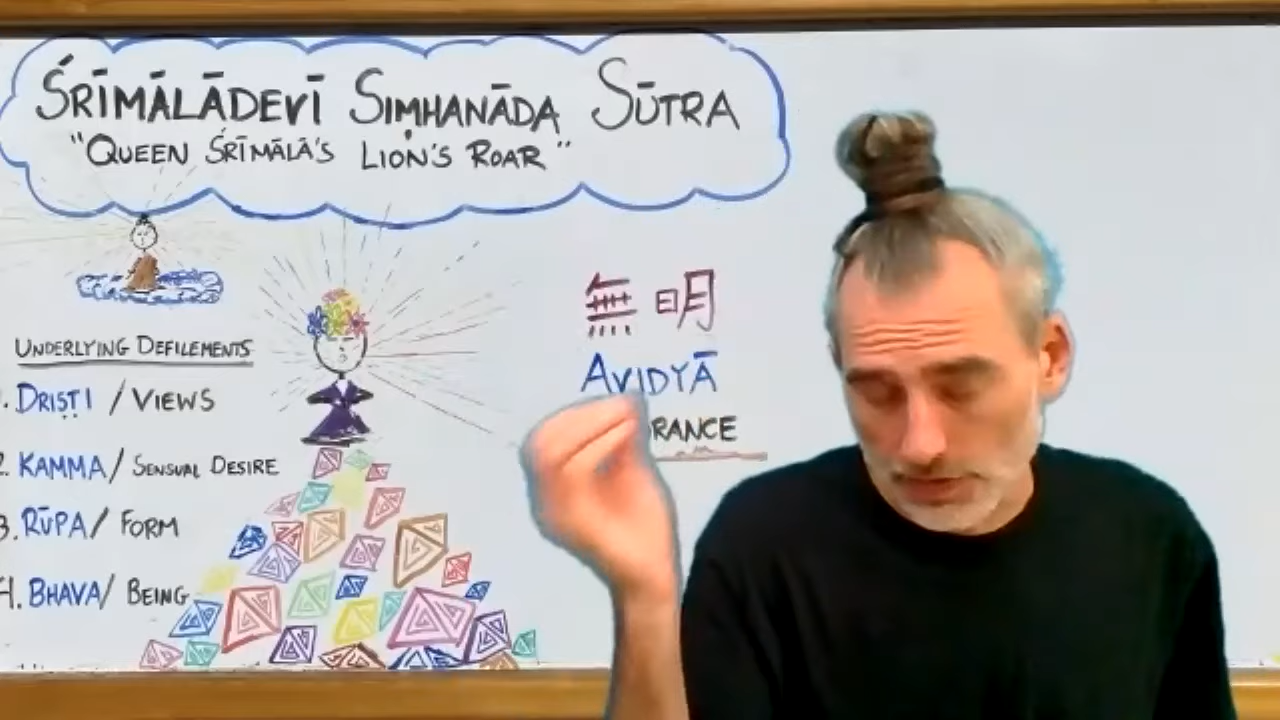 ŚRĪMĀLĀDEVĪ SIṂHANĀDA SŪTRA
"QUEEN ŚRĪMĀLĀ'S LION'S ROAR"
UNDERLYING DEFILEMENTS
. DRIṢṬI / VIEWS
2. KAMMA / SENSUAL DESIRE
3. RŪPA / FORM
4. BHAVA / BEING
無明
AVIDYĀ
RANCE